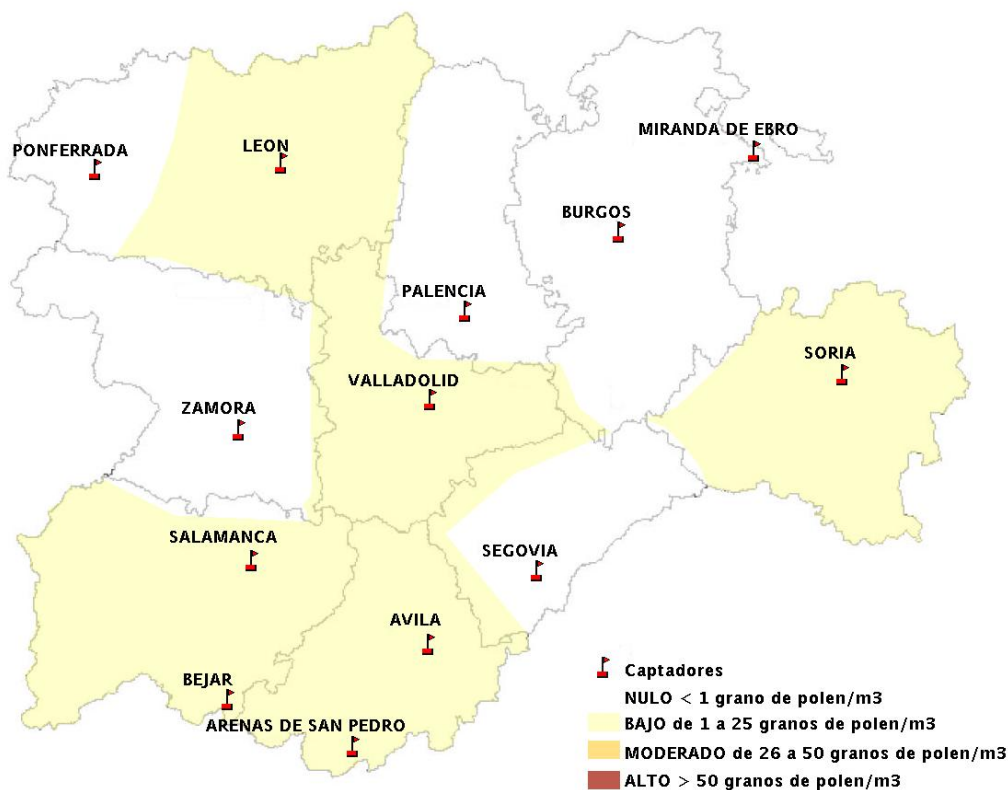 MIRANDA DE EBRO
PONFERRADA
LEON
BURGOS
PALENCIA
SORIA
VALLADOLID
ZAMORA
SALAMANCA
SEGOVIA
AVILA
BEJAR
ARENAS DE SAN PEDRO
Captadores
NULO < 1 grano de polen/m3
BAJO de 1 a 25 granos de polen/m3
MODERADO de 26 a 50 granos de polen/m3
ALTO > 50 granos de polen/m3